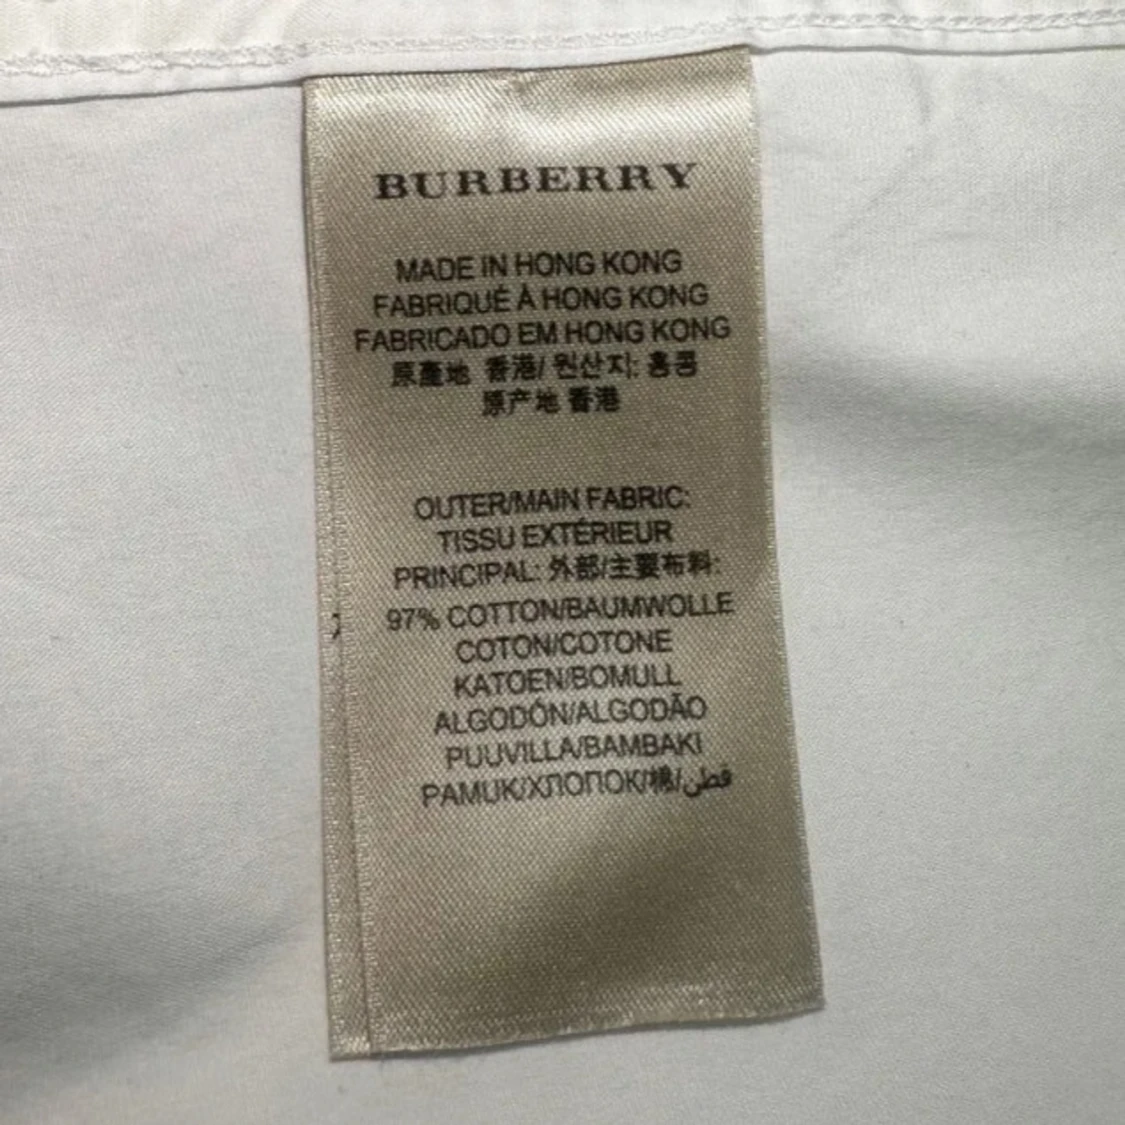 BURBERRY
MADE IN HONG KONG
FABRIQUÉ À HONG KONG
FABRICADO EM HONG KONG
原產地 香港/ 원산지: 홍콩
原产地 香港
OUTER/MAIN FABRIC:
TISSU EXTÉRIEUR
PRINCIPAL: 外部/主要布料:
97% COTTON/BAUMWOLLE
COTON/COTONE
KATOEN/BOMULL
ALGODÓN/ALGODÃO
PUUVILLA/BAMBAKI
PAMUK/ХЛОПОК/棉/قطن